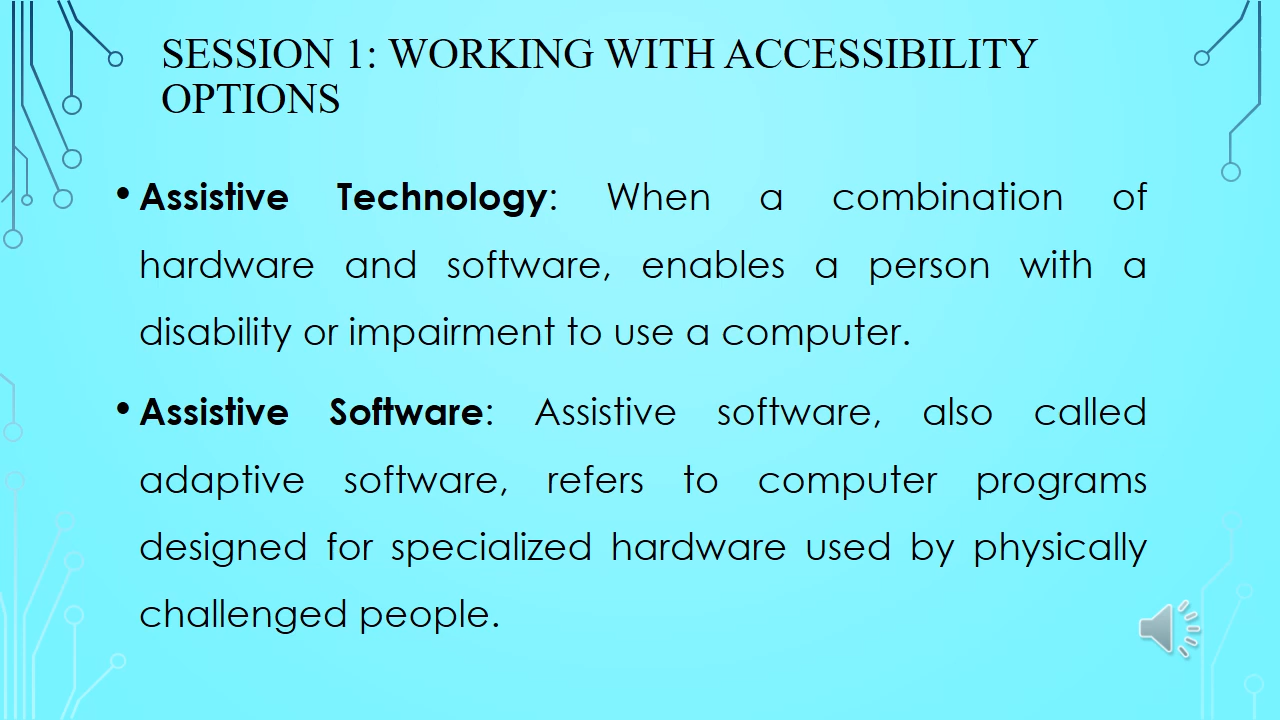 SESSION 1: WORKING WITH ACCESSIBILITY
OPTIONS
• Assistive Technology: When a combination of
hardware and software, enables a person with a
disability or impairment to use a computer.
• Assistive Software: Assistive software, also called
adaptive software, refers to computer programs
designed for specialized hardware used by physically
challenged people.